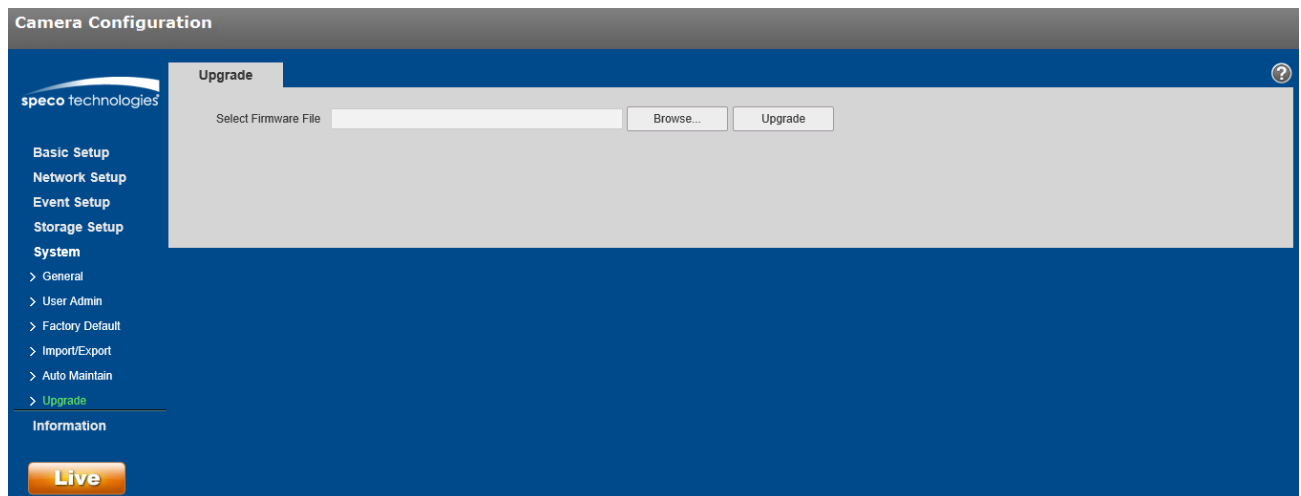 Camera Configuration
speco technologies®
Upgrade
?
Select Firmware File
Browse...
Upgrade
Basic Setup
Network Setup
Event Setup
Storage Setup
System
> General
> User Admin
> Factory Default
> Import/Export
> Auto Maintain
> Upgrade
Information
Live